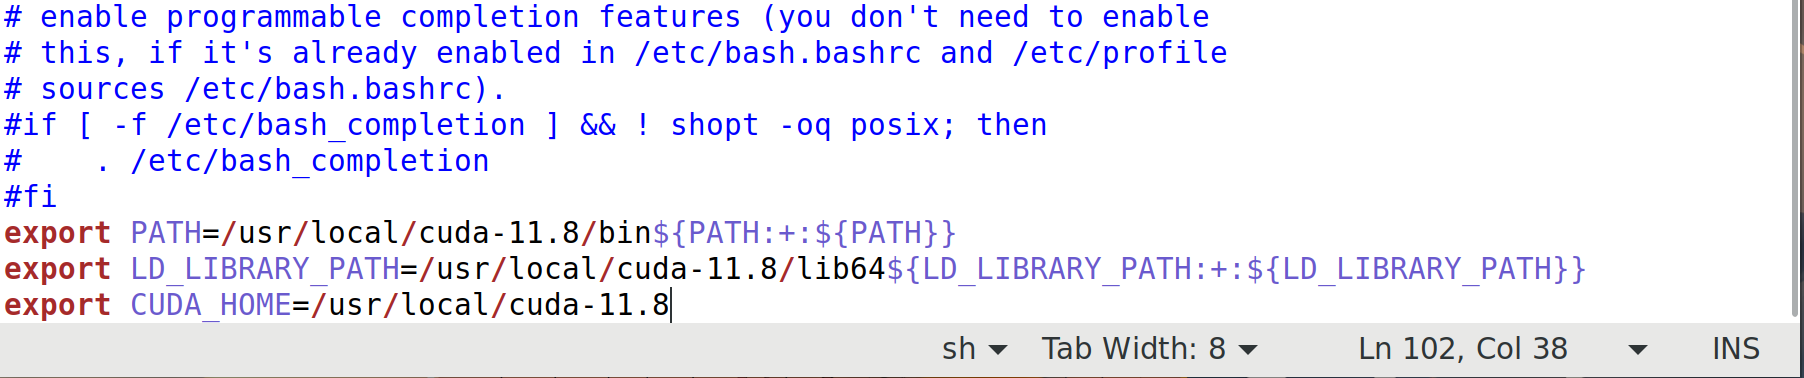 # enable programmable completion features (you don't need to enable
# this, if it's already enabled in /etc/bash.bashrc and /etc/profile
# sources /etc/bash.bashrc).
#if [ -f /etc/bash_completion ] && ! shopt -oq posix; then
#    . /etc/bash_completion
#fi
export PATH=/usr/local/cuda-11.8/bin${PATH:+:${PATH}}
export LD_LIBRARY_PATH=/usr/local/cuda-11.8/lib64${LD_LIBRARY_PATH:+:${LD_LIBRARY_PATH}}
export CUDA_HOME=/usr/local/cuda-11.8
sh Tab Width: 8 Ln 102, Col 38 INS